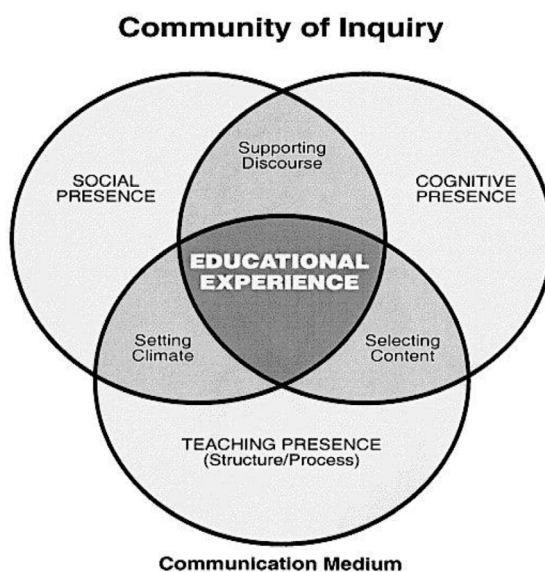 Community of Inquiry
Supporting
Discourse
SOCIAL
PRESENCE
COGNITIVE
PRESENCE
EDUCATIONAL
EXPERIENCE
Setting
Climate
Selecting
Content
TEACHING PRESENCE
(Structure/Process)
Communication Medium